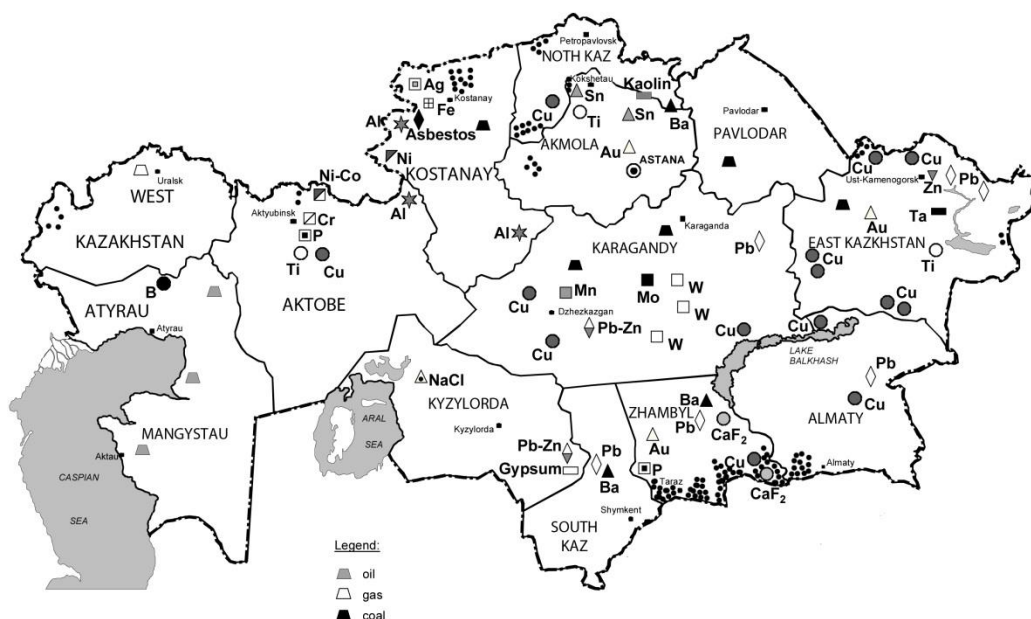 Petropavlovsk
NOTH KAZ
Kokshetau
Kaolin
Ag
Kostanay
Fe
Sn
Cu
Ti
Sn
Ba
Al
Asbestos
AKMOLA
Pavlodar
PAVLODAR
Au
ASTANA
Ni
KOSTANAY
Cu
Cu
Pb
Ust-Kamenogorsk
Zn
Uralsk
WEST
KAZAKHSTAN
Ni-Co
Aktyubinsk
Cr
P
Al
Al
Ta
Au
EAST KAZKHSTAN
Karaganda
KARAGANDY
Pb
Ti
Cu
Ti
Cu
AKTOBE
B
ATYRAU
Atyrau
Mn
Mo
W
W
W
Cu
Dzhezkazgan
Pb-Zn
Cu
Cu
Cu
LAKE
BALKHASH
NaCl
KYZYLORDA
Kyzylorda
ARAL
SEA
MANGYSTAU
Aktau
CASPIAN
SEA
Pb
Cu
ALMATY
Almaty
Ba
ZHAMBYL
Pb
CaF2
Au
Pb-Zn
Gypsum
Pb
Ba
P
Taraz
Cu
CaF2
Shymkent
SOUTH
KAZ
Legend:
oil
gas
coal